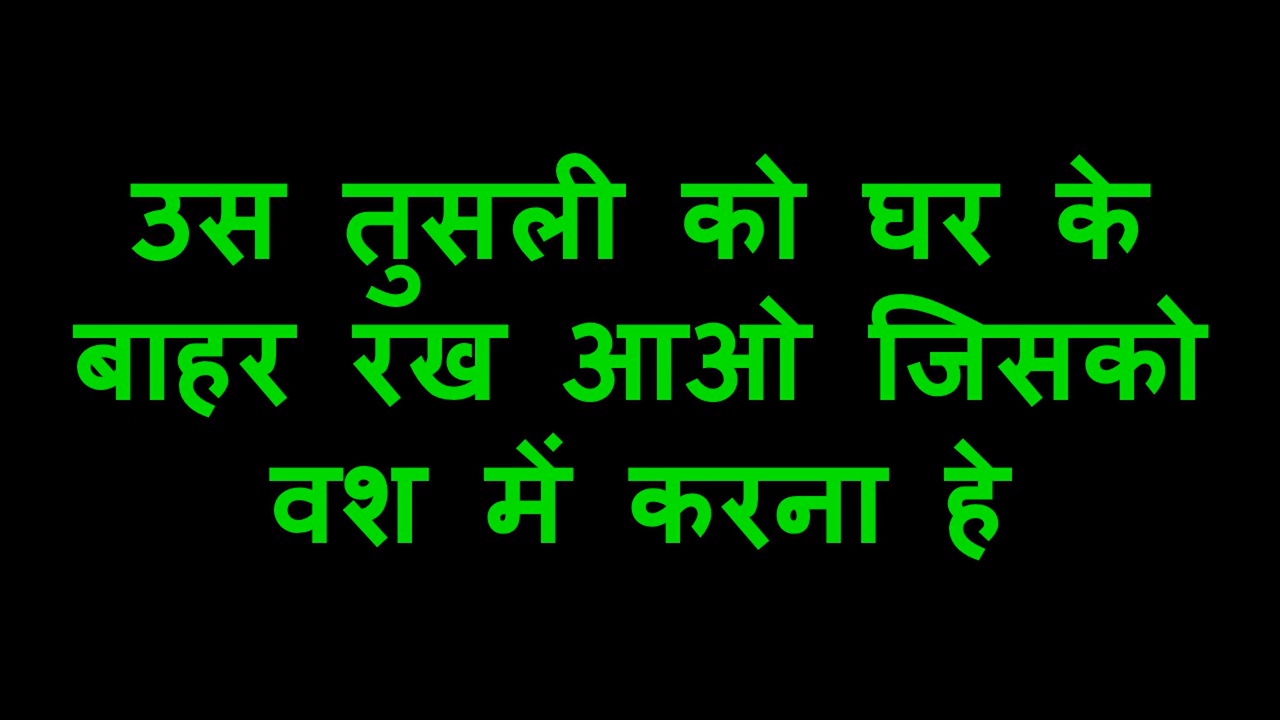 उस तुसली को घर के
बाहर रख आओ जिसको
वश में करना हे